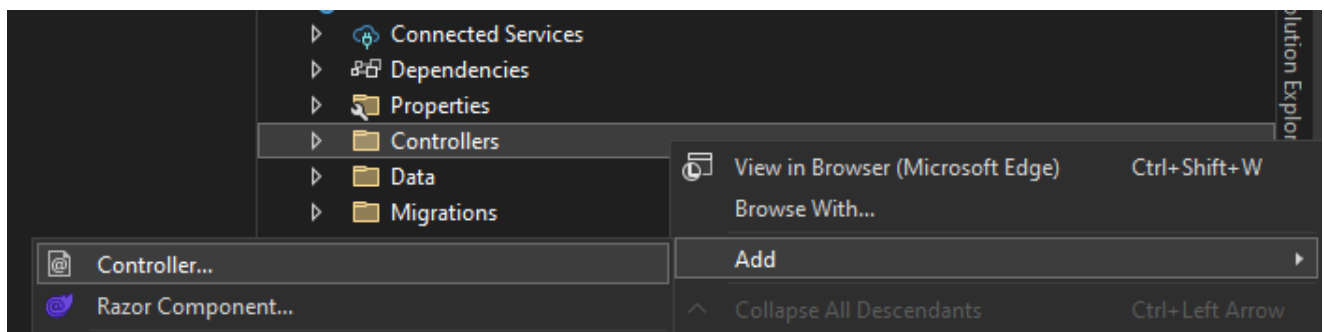 Connected Services
Dependencies
Properties
Controllers
Data
Migrations
View in Browser (Microsoft Edge) Ctrl+Shift+W
Browse With...
Add
Collapse All Descendants Ctrl+Left Arrow
Controller...
Razor Component...